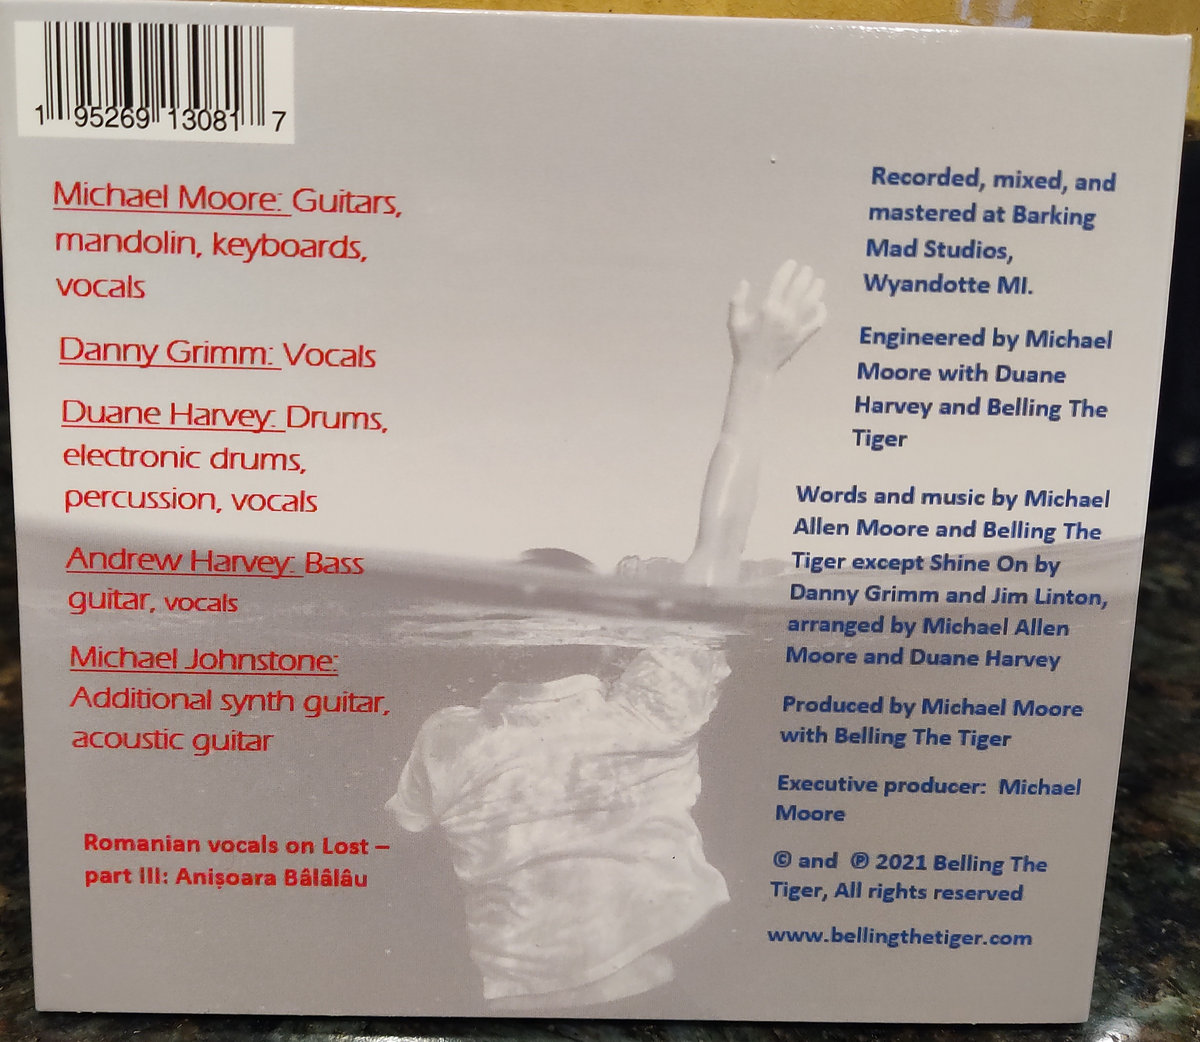 1 95269 13081 7
Michael Moore: Guitars,
mandolin, keyboards,
vocals
Danny Grimm: Vocals
Duane Harvey: Drums,
electronic drums,
percussion, vocals
Andrew Harvey: Bass
guitar, vocals
Michael Johnstone:
Additional synth guitar,
acoustic guitar
Romanian vocals on Lost –
part III: Anișoara Bâlâlâu
Recorded, mixed, and
mastered at Barking
Mad Studios,
Wyandotte MI.
Engineered by Michael
Moore with Duane
Harvey and Belling The
Tiger
Words and music by Michael
Allen Moore and Belling The
Tiger except Shine On by
Danny Grimm and Jim Linton,
arranged by Michael Allen
Moore and Duane Harvey
Produced by Michael Moore
with Belling The Tiger
Executive producer: Michael
Moore
© and ℗ 2021 Belling The
Tiger, All rights reserved
www.bellingthetiger.com